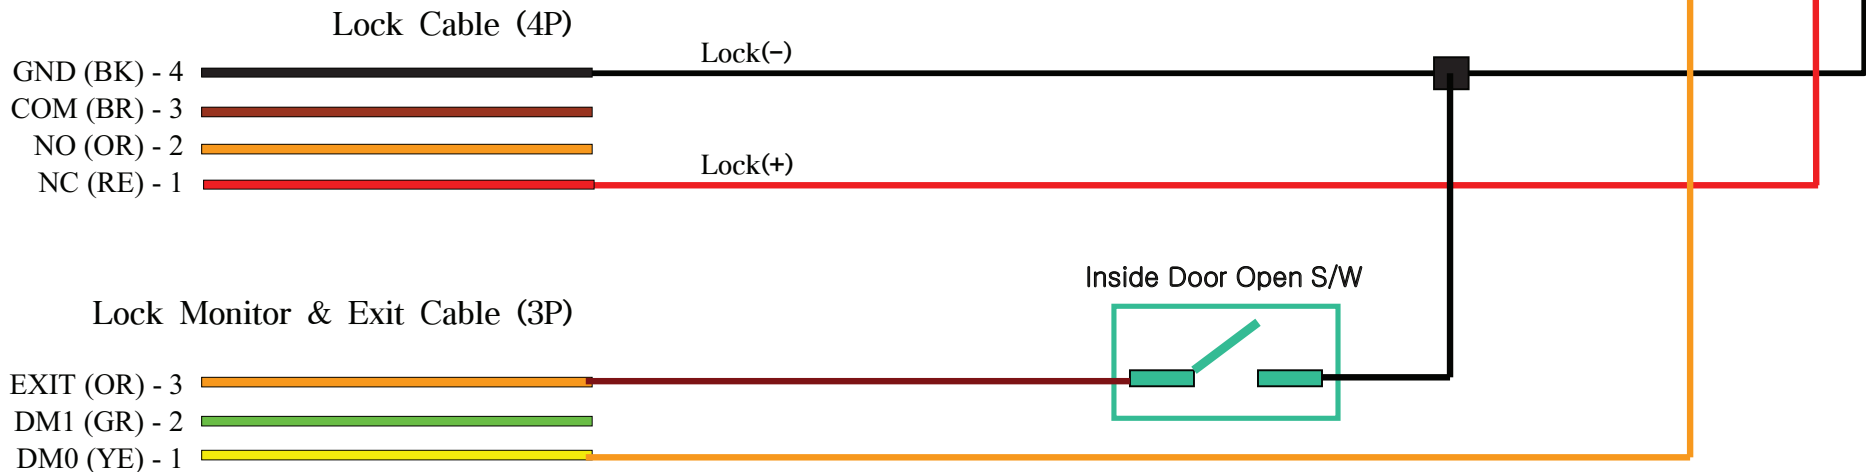 Lock Cable (4P)
Lock(-)
GND (BK) - 4
COM (BR) - 3
NO (OR) - 2
Lock(+)
NC (RE) - 1
Inside Door Open S/W
Lock Monitor & Exit Cable (3P)
EXIT (OR) - 3
DM1 (GR) - 2
DM0 (YE) - 1